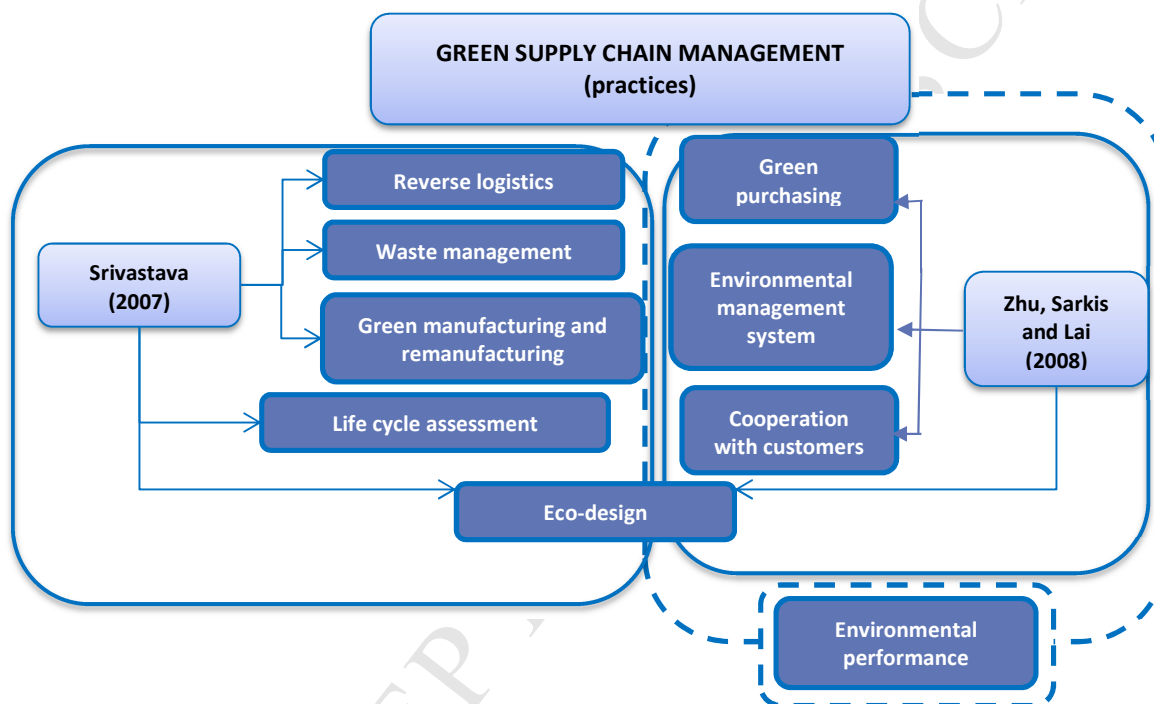 GREEN SUPPLY CHAIN MANAGEMENT
(practices)
Reverse logistics
Waste management
Green manufacturing and
remanufacturing
Srivastava
(2007)
Life cycle assessment
Green
purchasing
Environmental
management
system
Cooperation
with customers
Zhu, Sarkis
and Lai
(2008)
Eco-design
Environmental
performance